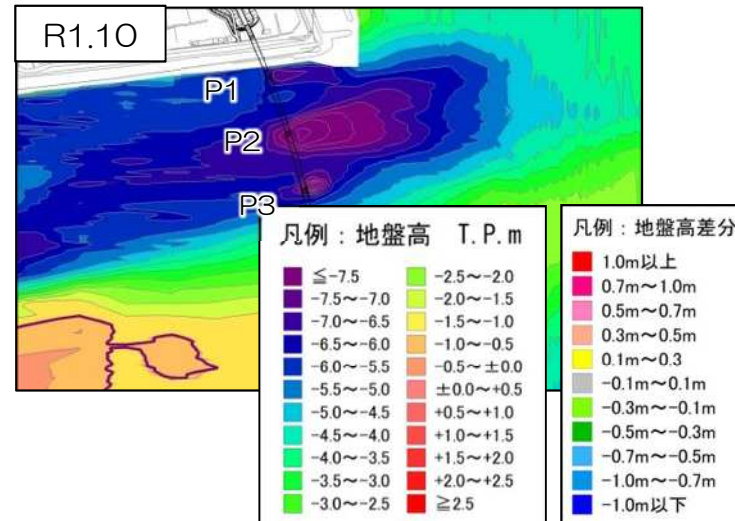 R1.10
P1
P2
P3
凡例：地盤高 T.P.m
≦-7.5
-7.5～-7.0
-7.0～-6.5
-6.5～-6.0
-6.0～-5.5
-5.5～-5.0
-5.0～-4.5
-4.5～-4.0
-4.0～-3.5
-3.5～-3.0
-3.0～-2.5
-2.5～-2.0
-2.0～-1.5
-1.5～-1.0
-1.0～-0.5
-0.5～±0.0
±0.0～+0.5
+0.5～+1.0
+1.0～+1.5
+1.5～+2.0
+2.0～+2.5
≧2.5
凡例：地盤高差分
1.0m以上
0.7m～1.0m
0.5m～0.7m
0.3m～0.5m
0.1m～0.3
-0.1m～0.1m
-0.3m～-0.1m
-0.5m～-0.3m
-0.7m～-0.5m
-1.0m～-0.7m
-1.0m以下